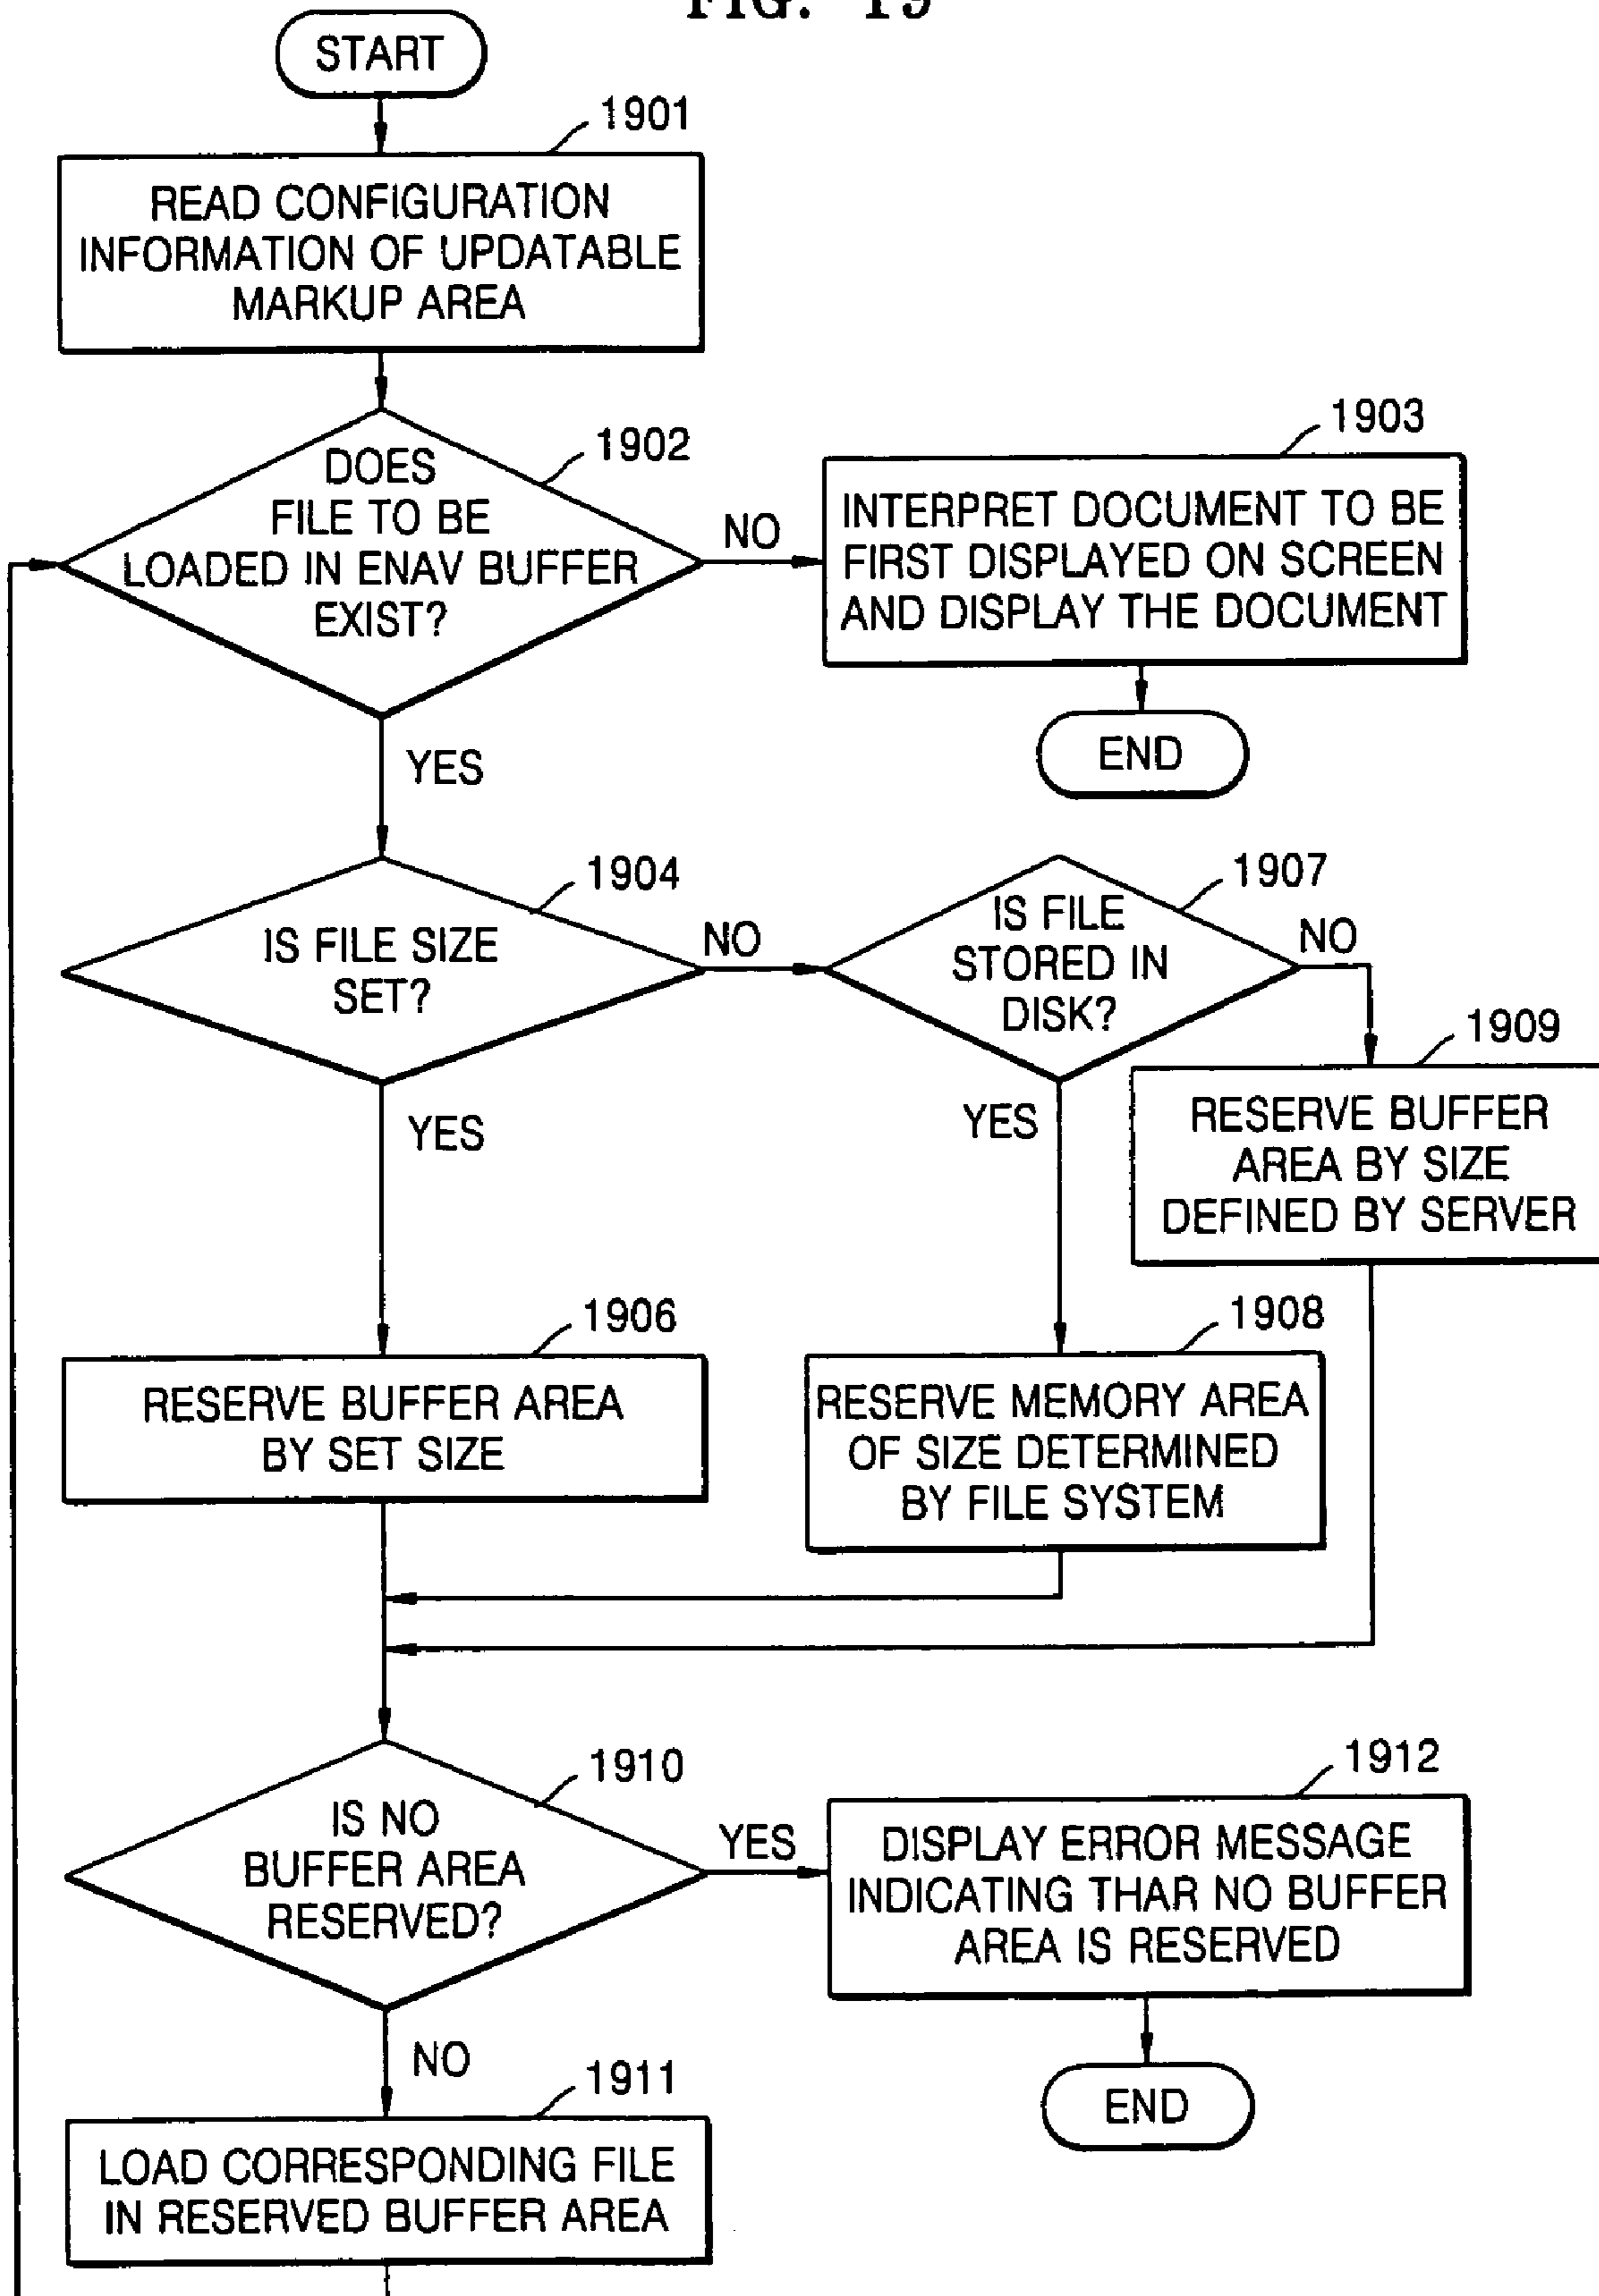 FIG. 19
START
1901
READ CONFIGURATION
INFORMATION OF UPDATABLE
MARKUP AREA
1902
DOES
FILE TO BE
LOADED IN ENAV BUFFER
EXIST?
NO
1903
INTERPRET DOCUMENT TO BE
FIRST DISPLAYED ON SCREEN
AND DISPLAY THE DOCUMENT
END
YES
1904
IS FILE SIZE
SET?
NO
1907
IS FILE
STORED IN
DISK?
NO
1909
RESERVE BUFFER
AREA BY SIZE
DEFINED BY SERVER
YES
YES
1906
RESERVE BUFFER AREA
BY SET SIZE
1908
RESERVE MEMORY AREA
OF SIZE DETERMINED
BY FILE SYSTEM
1910
IS NO
BUFFER AREA
RESERVED?
YES
1912
DISPLAY ERROR MESSAGE
INDICATING THAR NO BUFFER
AREA IS RESERVED
END
NO
1911
LOAD CORRESPONDING FILE
IN RESERVED BUFFER AREA